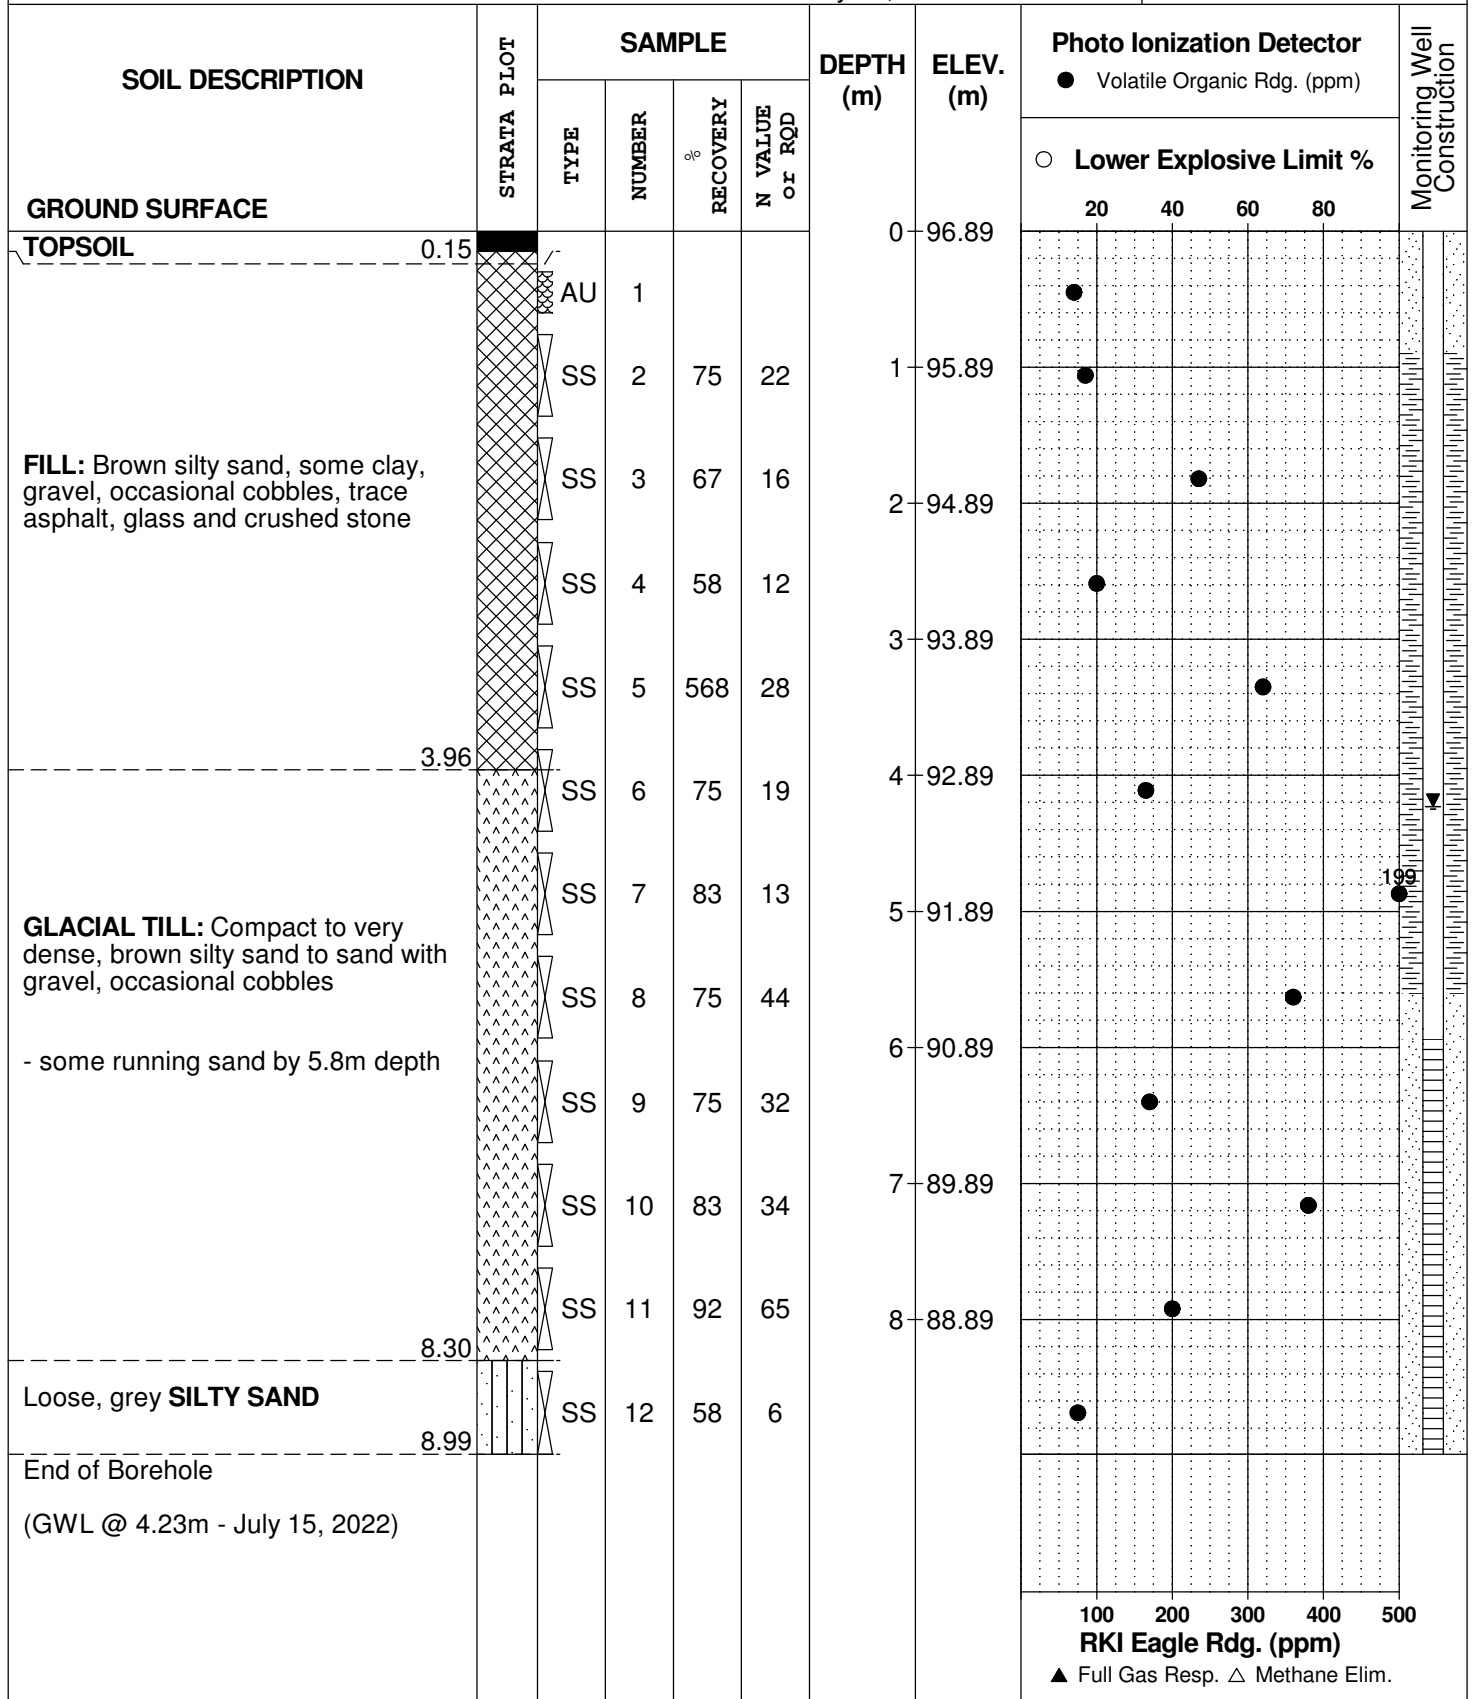 SOIL DESCRIPTION
GROUND SURFACE
STRATA PLOT
SAMPLE
TYPE
NUMBER
% RECOVERY
N VALUE or RQD
DEPTH (m)
ELEV. (m)
Photo Ionization Detector
● Volatile Organic Rdg. (ppm)
○ Lower Explosive Limit %
20 40 60 80
Monitoring Well Construction
TOPSOIL 0.15
0 96.89
AU 1
SS 2 75 22
1 95.89
FILL: Brown silty sand, some clay,
gravel, occasional cobbles, trace
asphalt, glass and crushed stone
SS 3 67 16
2 94.89
SS 4 58 12
3 93.89
SS 5 568 28
3.96
4 92.89
SS 6 75 19
199
SS 7 83 13
5 91.89
GLACIAL TILL: Compact to very
dense, brown silty sand to sand with
gravel, occasional cobbles
SS 8 75 44
- some running sand by 5.8m depth
6 90.89
SS 9 75 32
7 89.89
SS 10 83 34
SS 11 92 65
8 88.89
8.30
Loose, grey SILTY SAND
SS 12 58 6
8.99
End of Borehole
(GWL @ 4.23m - July 15, 2022)
100 200 300 400 500
RKI Eagle Rdg. (ppm)
▲ Full Gas Resp. △ Methane Elim.